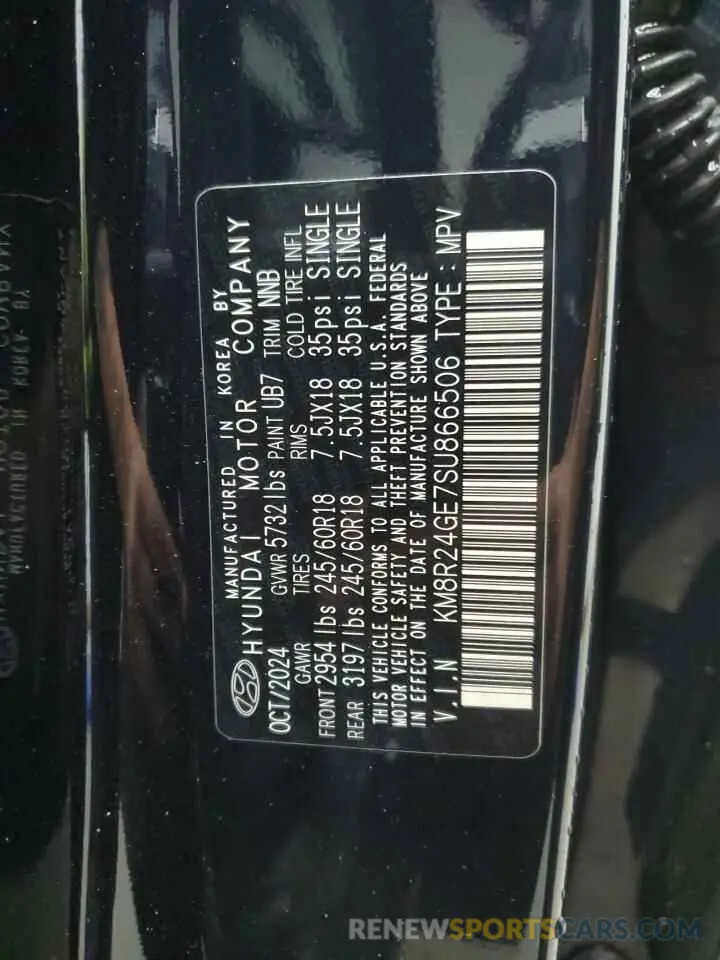 MANUFACTURED IN KOREA BY
HYUNDAI MOTOR COMPANY
OCT/2024 GVWR 5732 lbs PAINT UB7 TRIM NNB
GAWR TIRES RIMS COLD TIRE INFL
FRONT 2954 lbs 245/60R18 7.5JX18 35psi SINGLE
REAR 3197 lbs 245/60R18 7.5JX18 35psi SINGLE
THIS VEHICLE CONFORMS TO ALL APPLICABLE U.S.A. FEDERAL
MOTOR VEHICLE SAFETY AND THEFT PREVENTION STANDARDS
IN EFFECT ON THE DATE OF MANUFACTURE SHOWN ABOVE
V.I.N KM8R24GE7SU866506 TYPE : MPV
RENEWSPORTSCARS.COM